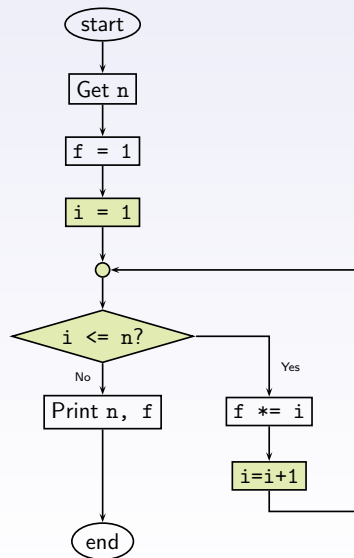 start
Get n
f = 1
i = 1
i <= n?
Yes
No
Print n, f
f *= i
i=i+1
end